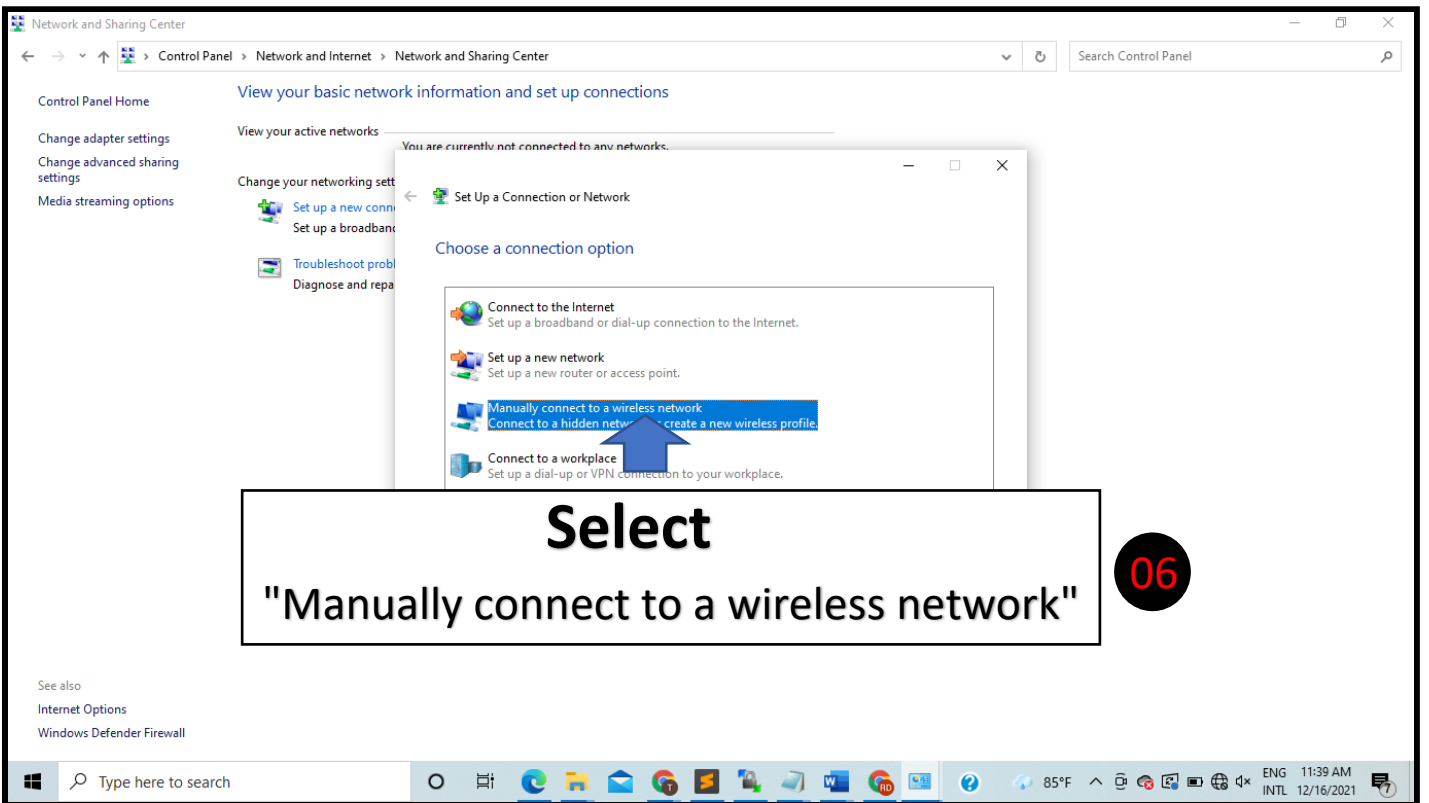 Network and Sharing Center
Control Panel > Network and Internet > Network and Sharing Center
Search Control Panel
Control Panel Home
Change adapter settings
Change advanced sharing
settings
Media streaming options
View your basic network information and set up connections
View your active networks
You are currently not connected to any networks.
Change your networking sett
Set up a new conn
Set up a broadban
Troubleshoot probl
Diagnose and repa
Set Up a Connection or Network
Choose a connection option
Connect to the Internet
Set up a broadband or dial-up connection to the Internet.
Set up a new network
Set up a new router or access point.
Manually connect to a wireless network
Connect to a hidden network create a new wireless profile.
Connect to a workplace
Set up a dial-up or VPN connection to your workplace.
Select
"Manually connect to a wireless network"
06
See also
Internet Options
Windows Defender Firewall
Type here to search
85°F
ENG 11:39 AM
INTL 12/16/2021
7